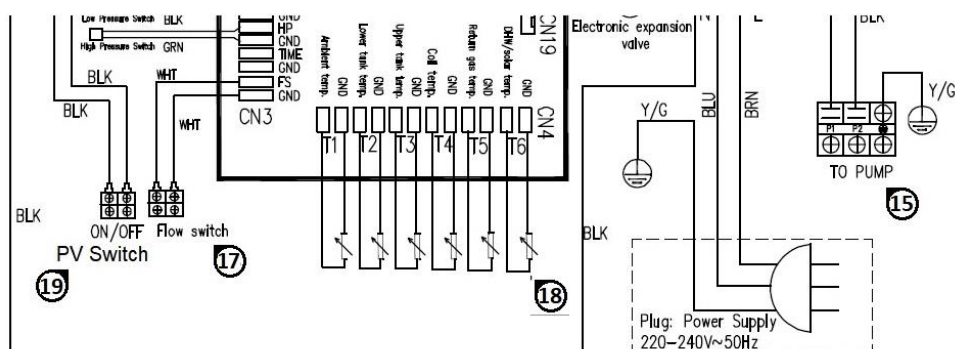 Low Pressure Switch
BLK
GND
HP
High Pressure Switch
GRN
GND
TIME
GND
BLK
BLK
WHT
FS
GND
WHT
CN3
CN19
Ambient temp.
GND
Lower tank temp.
GND
Upper tank temp.
GND
Coil temp.
GND
Return gas temp.
GND
DHW/solar temp.
GND
CN4
T1
T2
T3
T4
T5
T6
Electronic expansion
valve
N
L
BLK
Y/G
BLU
BRN
Y/G
P1
P2
TO PUMP
15
BLK
ON/OFF
Flow switch
PV Switch
17
19
18
BLK
Plug: Power Supply
220-240V~50Hz